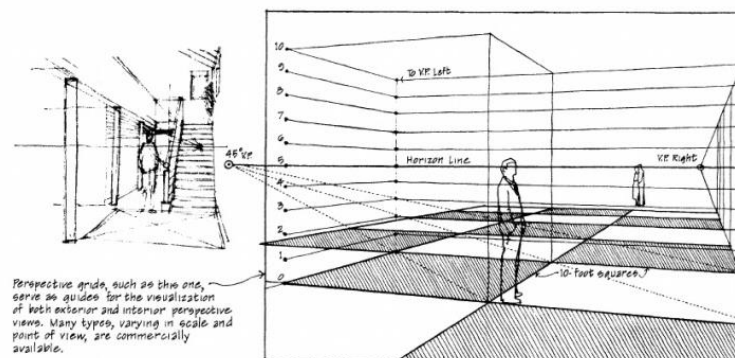 10
9
To V.P. Left
8
7
6
45° V.P.
5
Horizon Line
V.P. Right
4
3
2
1
0
10-foot squares
Perspective grids, such as this one,
serve as guides for the visualization
of both exterior and interior perspective
views. Many types, varying in scale and
point of view, are commercially
available.